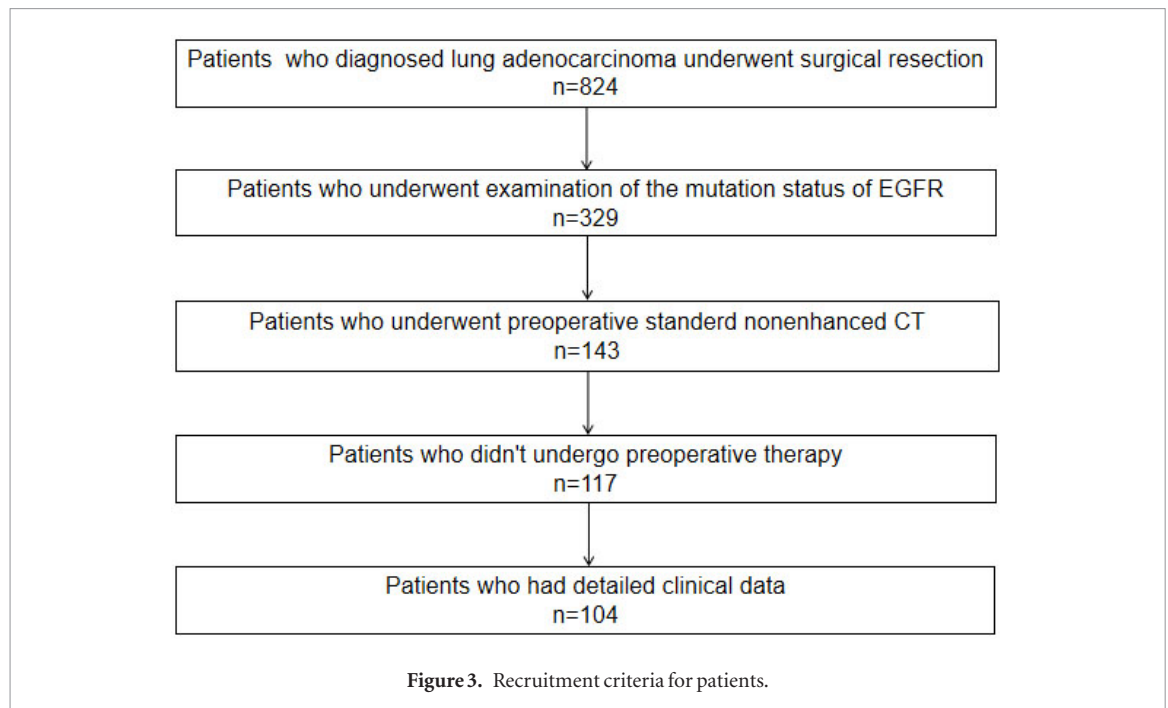 Patients who diagnosed lung adenocarcinoma underwent surgical resection
n=824
Patients who underwent examination of the mutation status of EGFR
n=329
Patients who underwent preoperative standerd nonenhanced CT
n=143
Patients who didn't undergo preoperative therapy
n=117
Patients who had detailed clinical data
n=104
Figure 3. Recruitment criteria for patients.